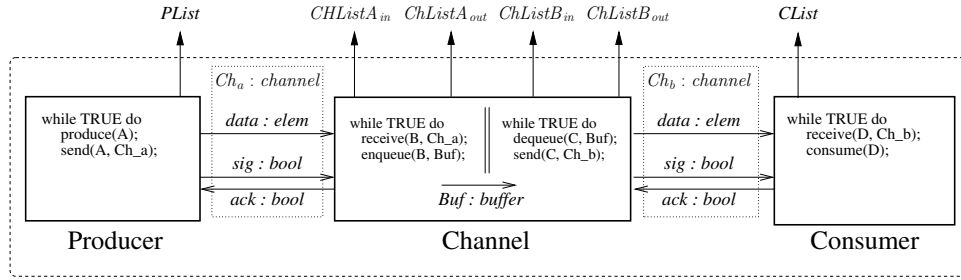 PList CHListA_in ChListA_out ChListB_in ChListB_out CList
Ch_a : channel Ch_b : channel
while TRUE do
produce(A);
send(A, Ch_a);
data : elem
sig : bool
ack : bool
while TRUE do
receive(B, Ch_a);
enqueue(B, Buf);
while TRUE do
dequeue(C, Buf);
send(C, Ch_b);
Buf : buffer
data : elem
sig : bool
ack : bool
while TRUE do
receive(D, Ch_b);
consume(D);
Producer Channel Consumer